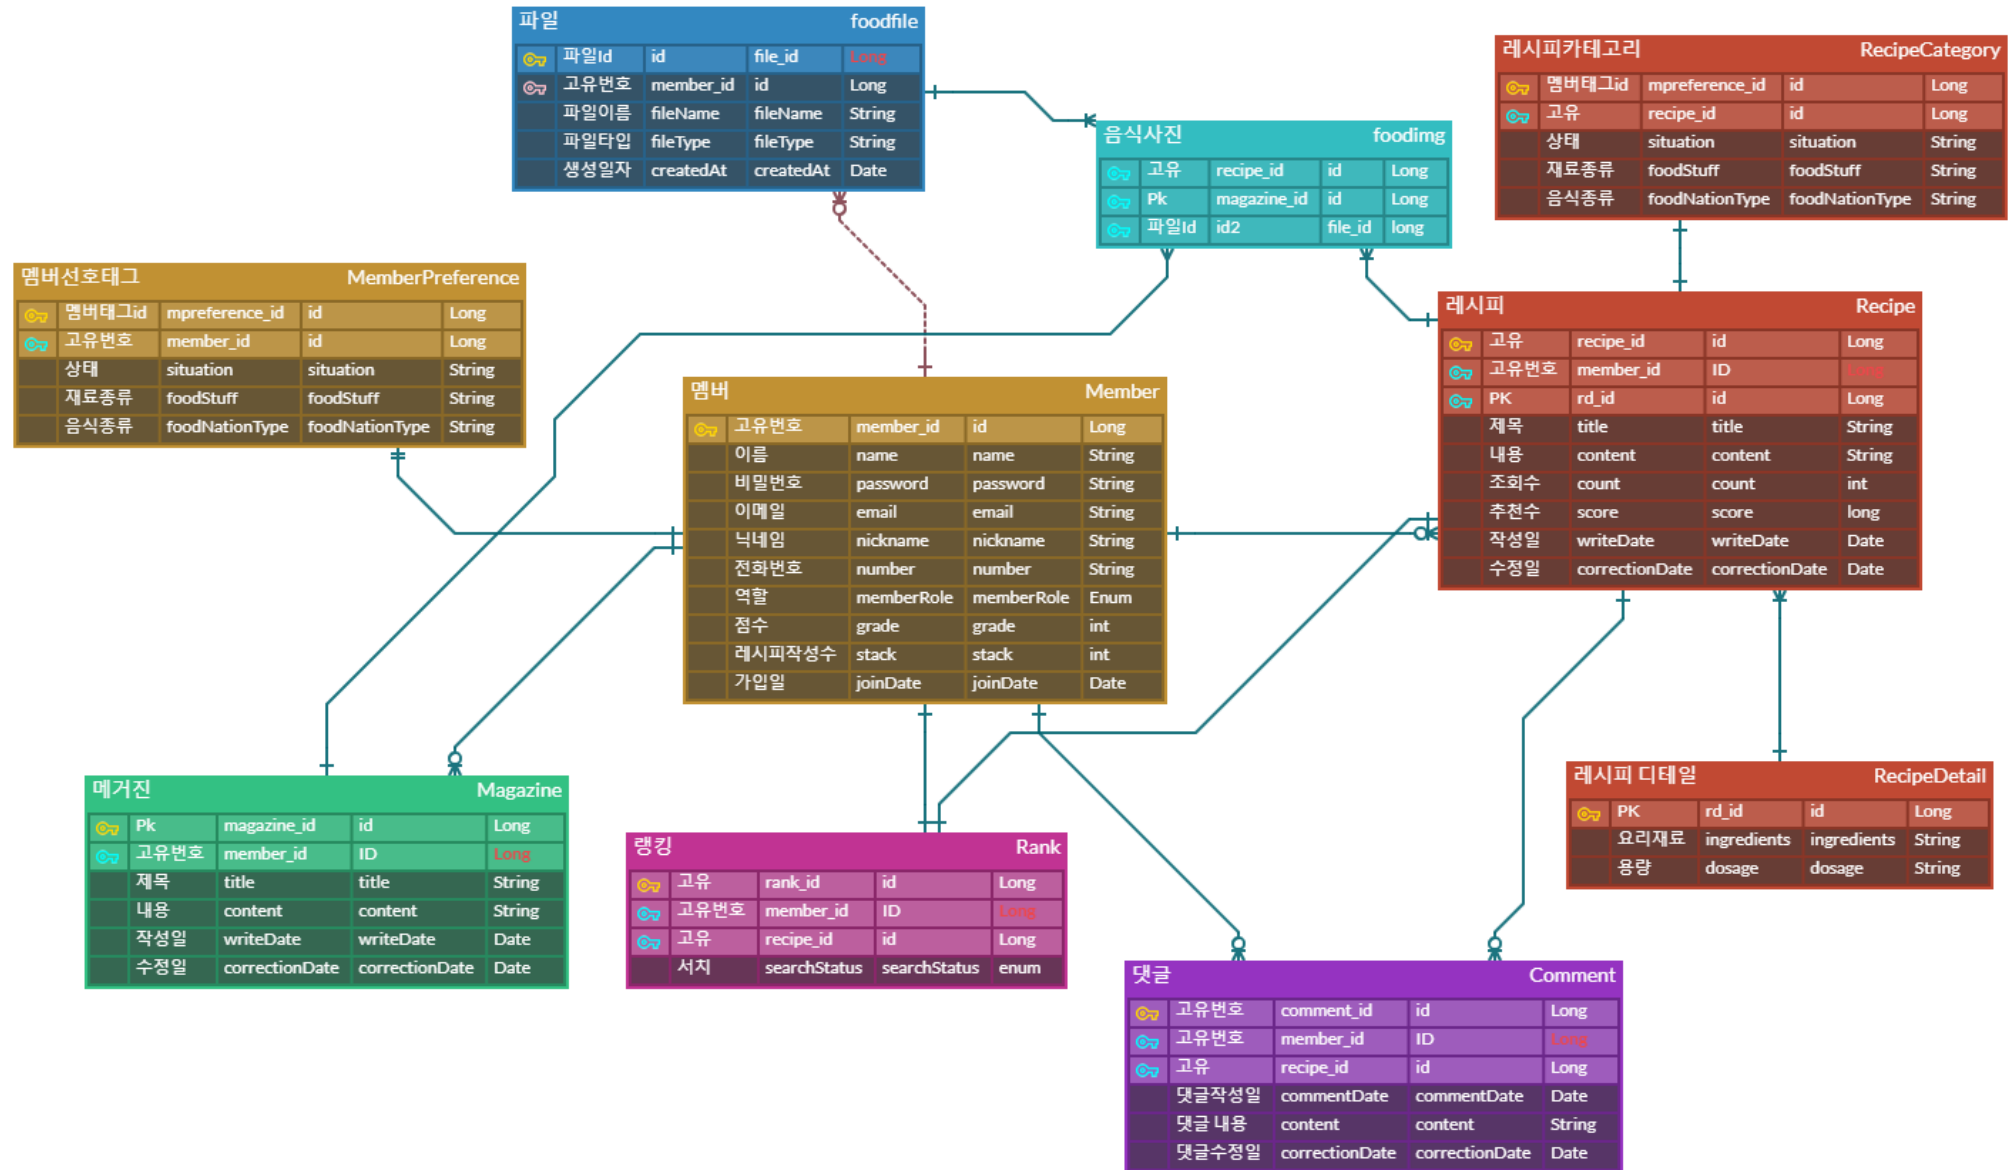 파일 foodfile
파일Id id file_id Long
고유번호 member_id id Long
파일이름 fileName fileName String
파일타입 fileType fileType String
생성일자 createdAt createdAt Date
레시피카테고리 RecipeCategory
멤버태그id mpreference_id id Long
고유 recipe_id id Long
상태 situation situation String
재료종류 foodStuff foodStuff String
음식종류 foodNationType foodNationType String
음식사진 foodimg
고유 recipe_id id Long
Pk magazine_id id Long
파일Id id2 file_id long
멤버선호태그 MemberPreference
멤버태그id mpreference_id id Long
고유번호 member_id id Long
상태 situation situation String
재료종류 foodStuff foodStuff String
음식종류 foodNationType foodNationType String
레시피 Recipe
고유 recipe_id id Long
고유번호 member_id ID Long
PK rd_id id Long
제목 title title String
내용 content content String
조회수 count count int
추천수 score score long
작성일 writeDate writeDate Date
수정일 correctionDate correctionDate Date
멤버 Member
고유번호 member_id id Long
이름 name name String
비밀번호 password password String
이메일 email email String
닉네임 nickname nickname String
전화번호 number number String
역할 memberRole memberRole Enum
점수 grade grade int
레시피작성수 stack stack int
가입일 joinDate joinDate Date
메거진 Magazine
Pk magazine_id id Long
고유번호 member_id ID Long
제목 title title String
내용 content content String
작성일 writeDate writeDate Date
수정일 correctionDate correctionDate Date
랭킹 Rank
고유 rank_id id Long
고유번호 member_id ID Long
고유 recipe_id id Long
서치 searchStatus searchStatus enum
레시피 디테일 RecipeDetail
PK rd_id id Long
요리재료 ingredients ingredients String
용량 dosage dosage String
댓글 Comment
고유번호 comment_id id Long
고유번호 member_id ID Long
고유 recipe_id id Long
댓글작성일 commentDate commentDate Date
댓글 내용 content content String
댓글수정일 correctionDate correctionDate Date